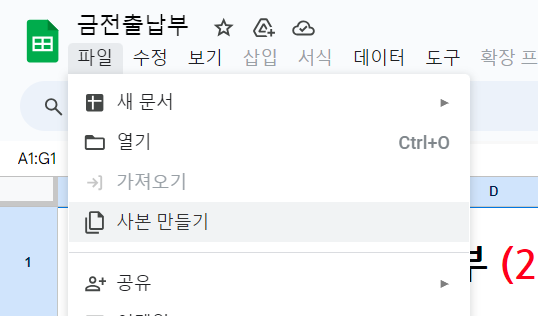 금전출납부
파일 수정 보기 삽입 서식 데이터 도구 확장 프
새 문서
열기 Ctrl+O
가져오기
A1:G1
사본 만들기
D
1
부 (2
공유